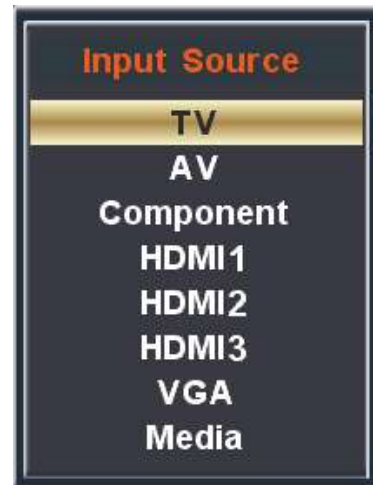 Input Source
TV
AV
Component
HDMI1
HDMI2
HDMI3
VGA
Media